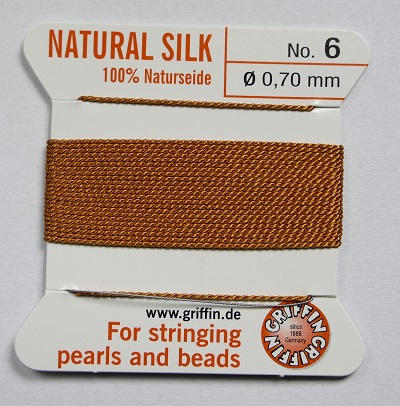 NATURAL SILK
100% Naturseide
No. 6
Ø 0,70 mm
www.griffin.de
For stringing
pearls and beads
GRIFFIN GRIFFIN
since
1866
Germany